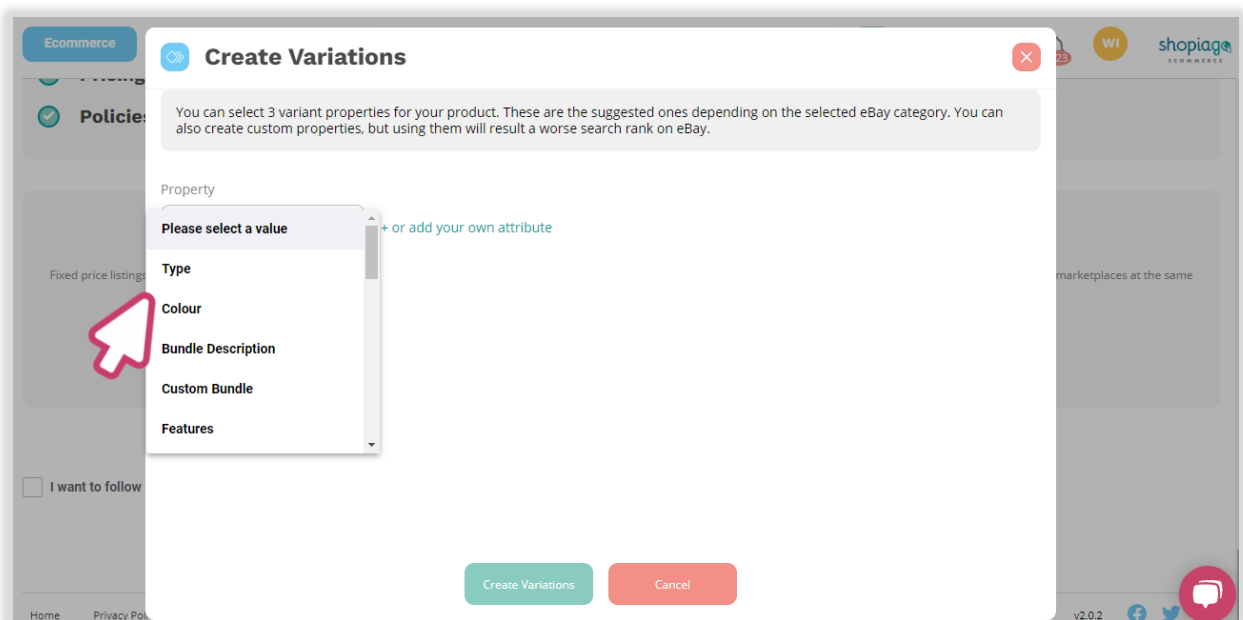 Ecommerce
Create Variations
23
WI
shopiago
ECOMMERCE
Pricing
Policies
You can select 3 variant properties for your product. These are the suggested ones depending on the selected eBay category. You can
also create custom properties, but using them will result a worse search rank on eBay.
Property
Please select a value
+ or add your own attribute
Type
Fixed price listings
marketplaces at the same
Colour
Bundle Description
Custom Bundle
Features
I want to follow
Create Variations
Cancel
Home
Privacy Pol
v2.0.2